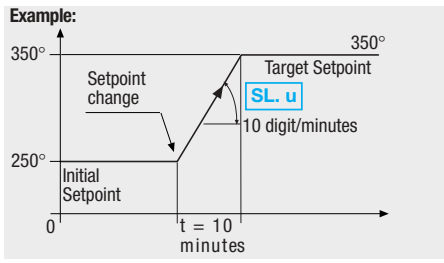 Example:
350°
350°
Setpoint
change
Target Setpoint
SL. u
10 digit/minutes
250°
Initial
Setpoint
0
t = 10
minutes